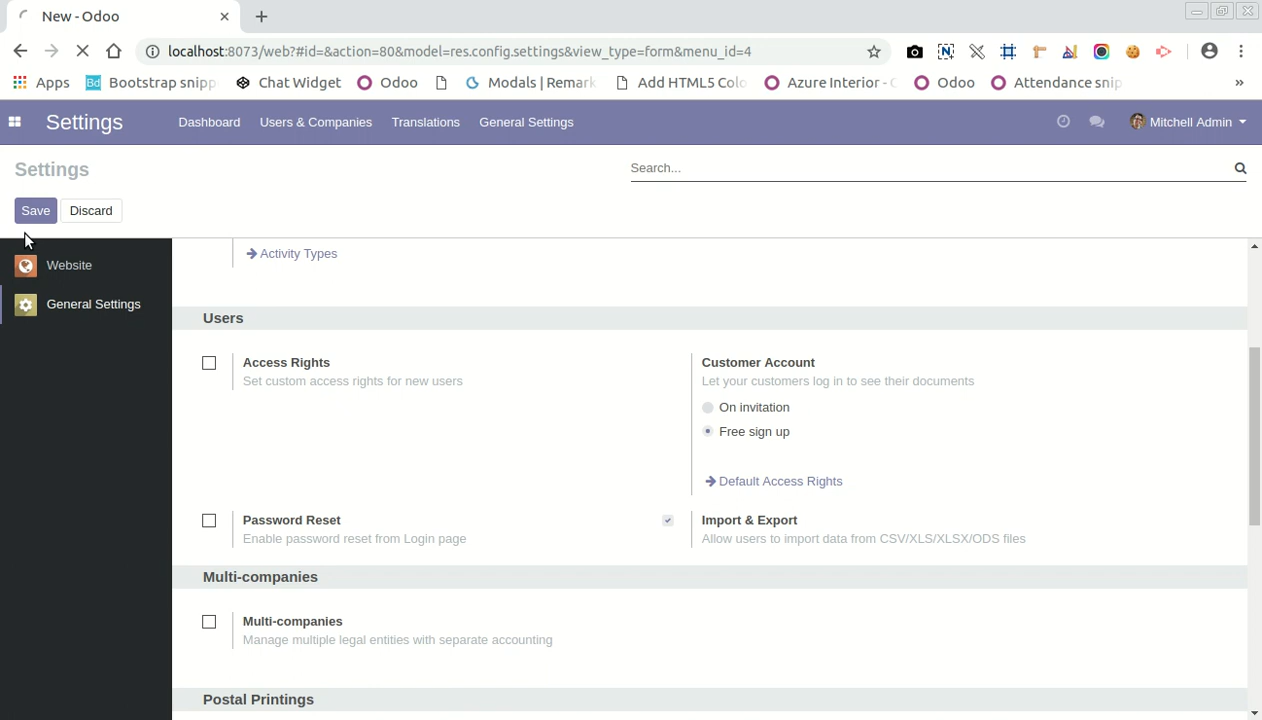 New - Odoo
localhost:8073/web?#id=&action=80&model=res.config.settings&view_type=form&menu_id=4
Apps Bootstrap snipp Chat Widget Odoo Modals | Remark Add HTML5 Colo Azure Interior - C Odoo Attendance snip »
Settings Dashboard Users & Companies Translations General Settings Mitchell Admin
Settings Search...
Save Discard
Website
General Settings
Activity Types
Users
Access Rights
Set custom access rights for new users
Customer Account
Let your customers log in to see their documents
On invitation
Free sign up
Default Access Rights
Password Reset
Enable password reset from Login page
Import & Export
Allow users to import data from CSV/XLS/XLSX/ODS files
Multi-companies
Multi-companies
Manage multiple legal entities with separate accounting
Postal Printings